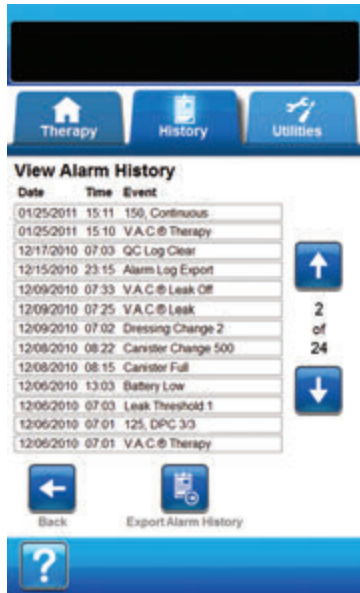 Therapy
History
Utilities
View Alarm History
Date Time Event
01/25/2011 15:11 150, Continuous
01/25/2011 15:10 V.A.C.® Therapy
12/17/2010 07:03 QC Log Clear
12/15/2010 23:15 Alarm Log Export
12/09/2010 07:33 V.A.C.® Leak Off
12/09/2010 07:25 V.A.C.® Leak
12/09/2010 07:02 Dressing Change 2
12/08/2010 08:22 Canister Change 500
12/08/2010 08:15 Canister Full
12/06/2010 13:03 Battery Low
12/06/2010 07:03 Leak Threshold 1
12/06/2010 07:01 125, DPC 3/3
12/06/2010 07:01 V.A.C.® Therapy
2
of
24
Back
Export Alarm History
?